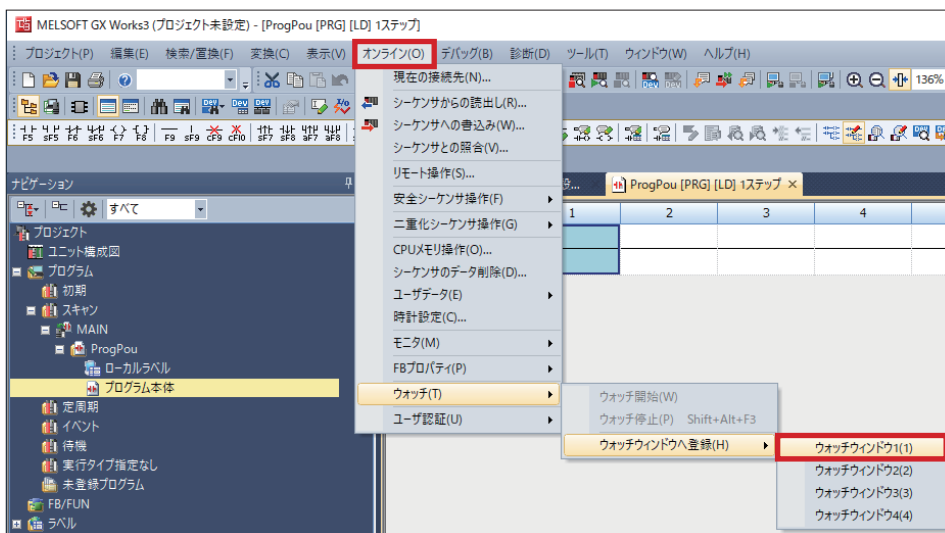 MELSOFT GX Works3 (プロジェクト未設定) - [ProgPou [PRG] [LD] 1ステップ]
プロジェクト(P) 編集(E) 検索/置換(F) 変換(C) 表示(V) オンライン(O) デバッグ(B) 診断(D) ツール(T) ウィンドウ(W) ヘルプ(H)
136%
F5 sF5 F6 sF6 F7 F8 F9 sF9 cF9 cF10 sF7 sF8
ナビゲーション
すべて
プロジェクト
ユニット構成図
プログラム
初期
スキャン
MAIN
ProgPou
ローカルラベル
プログラム本体
定周期
イベント
待機
実行タイプ指定なし
未登録プログラム
FB/FUN
ラベル
現在の接続先(N)...
シーケンサからの読出し(R)...
シーケンサへの書込み(W)...
シーケンサとの照合(V)...
リモート操作(S)...
安全シーケンサ操作(F)
二重化シーケンサ操作(G)
CPUメモリ操作(O)...
シーケンサのデータ削除(D)...
ユーザデータ(E)
時計設定(C)...
モニタ(M)
FBプロパティ(P)
ウォッチ(T)
ユーザ認証(U)
ウォッチ開始(W)
ウォッチ停止(P) Shift+Alt+F3
ウォッチウィンドウへ登録(H)
ウォッチウィンドウ1(1)
ウォッチウィンドウ2(2)
ウォッチウィンドウ3(3)
ウォッチウィンドウ4(4)
設... ProgPou [PRG] [LD] 1ステップ
1 2 3 4